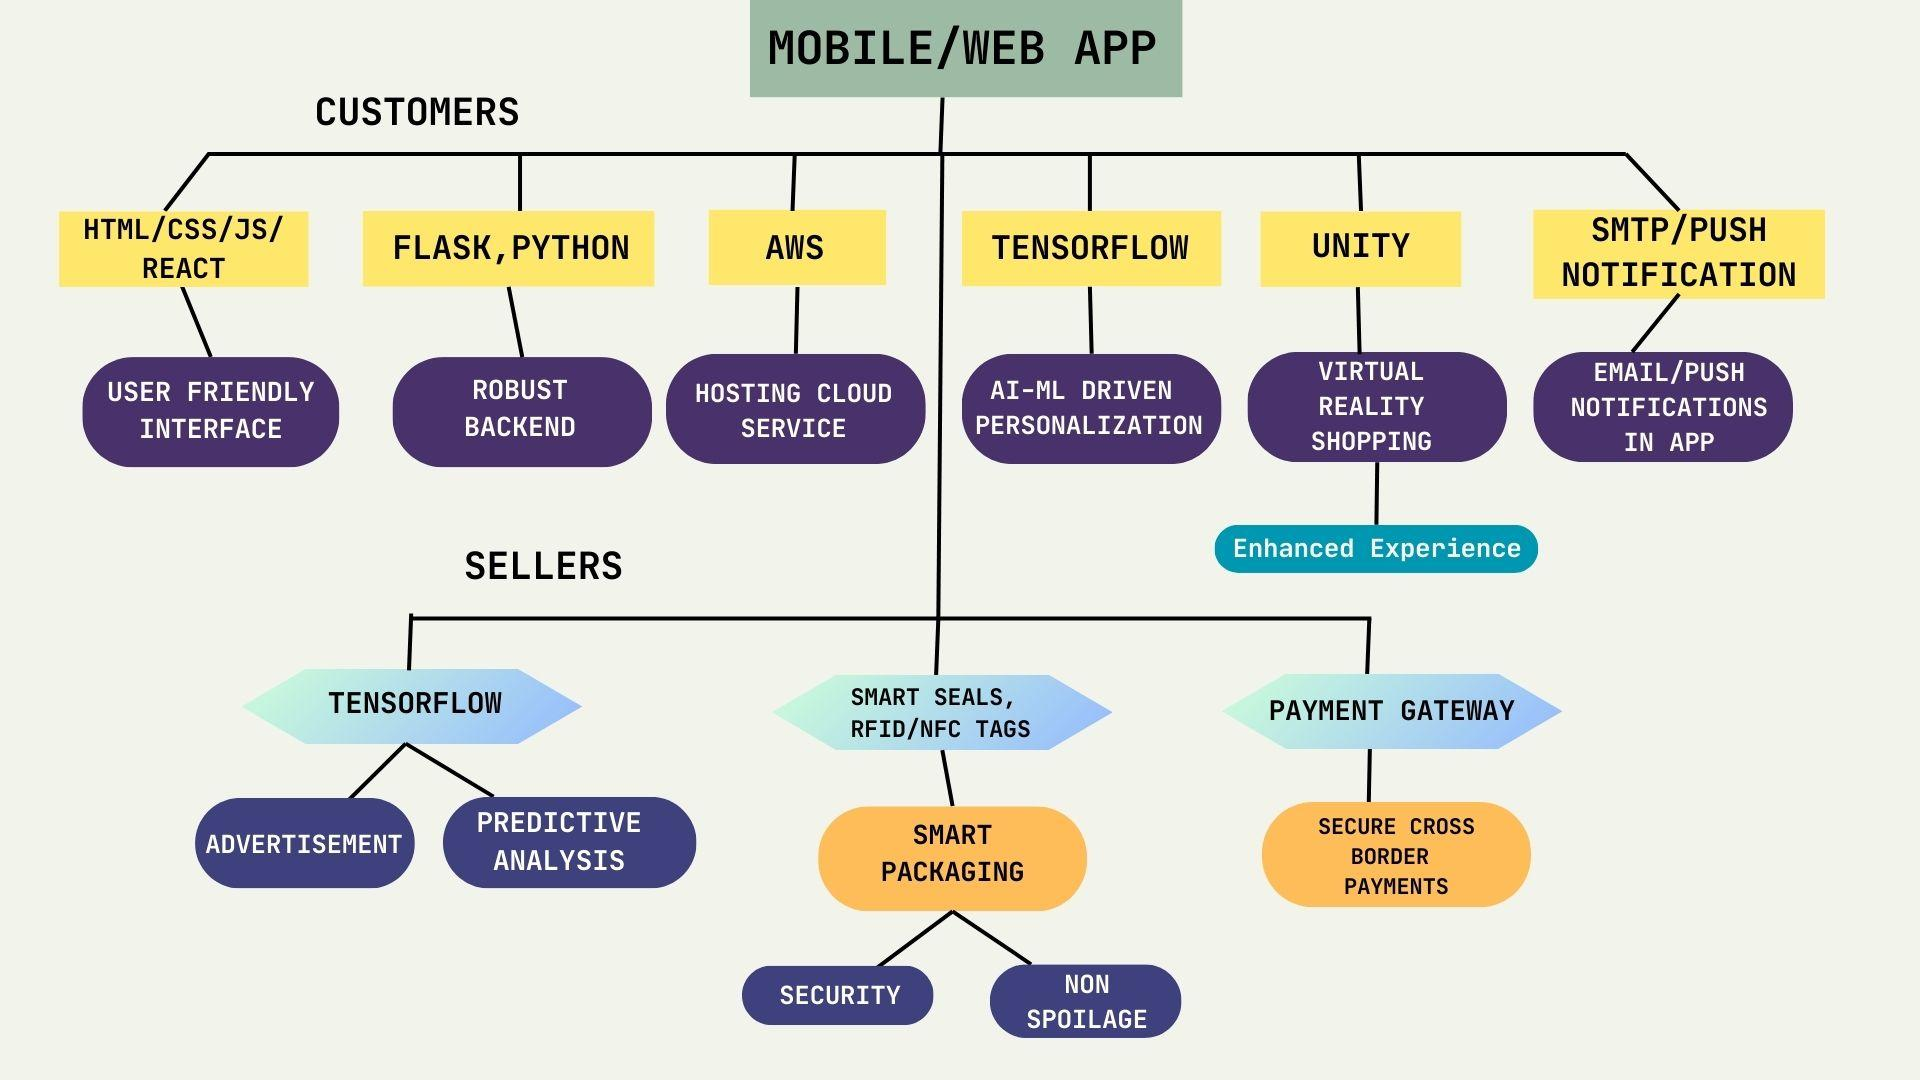 MOBILE/WEB APP
CUSTOMERS
HTML/CSS/JS/
REACT
FLASK,PYTHON
AWS
TENSORFLOW
UNITY
SMTP/PUSH
NOTIFICATION
USER FRIENDLY
INTERFACE
ROBUST
BACKEND
HOSTING CLOUD
SERVICE
AI-ML DRIVEN
PERSONALIZATION
VIRTUAL
REALITY
SHOPPING
EMAIL/PUSH
NOTIFICATIONS
IN APP
Enhanced Experience
SELLERS
TENSORFLOW
SMART SEALS,
RFID/NFC TAGS
PAYMENT GATEWAY
ADVERTISEMENT
PREDICTIVE
ANALYSIS
SMART
PACKAGING
SECURE CROSS
BORDER
PAYMENTS
SECURITY
NON
SPOILAGE